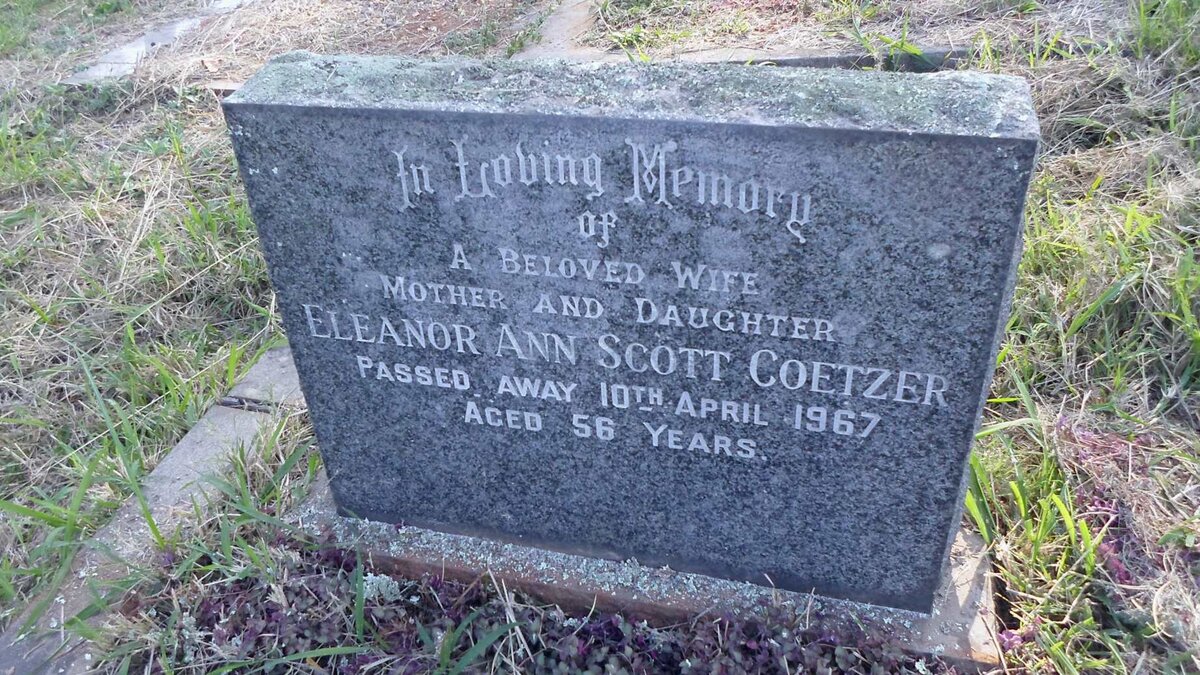 In Loving Memory
of
A Beloved Wife
Mother and Daughter
Eleanor Ann Scott Coetzer
Passed away 10th April 1967
Aged 56 years.